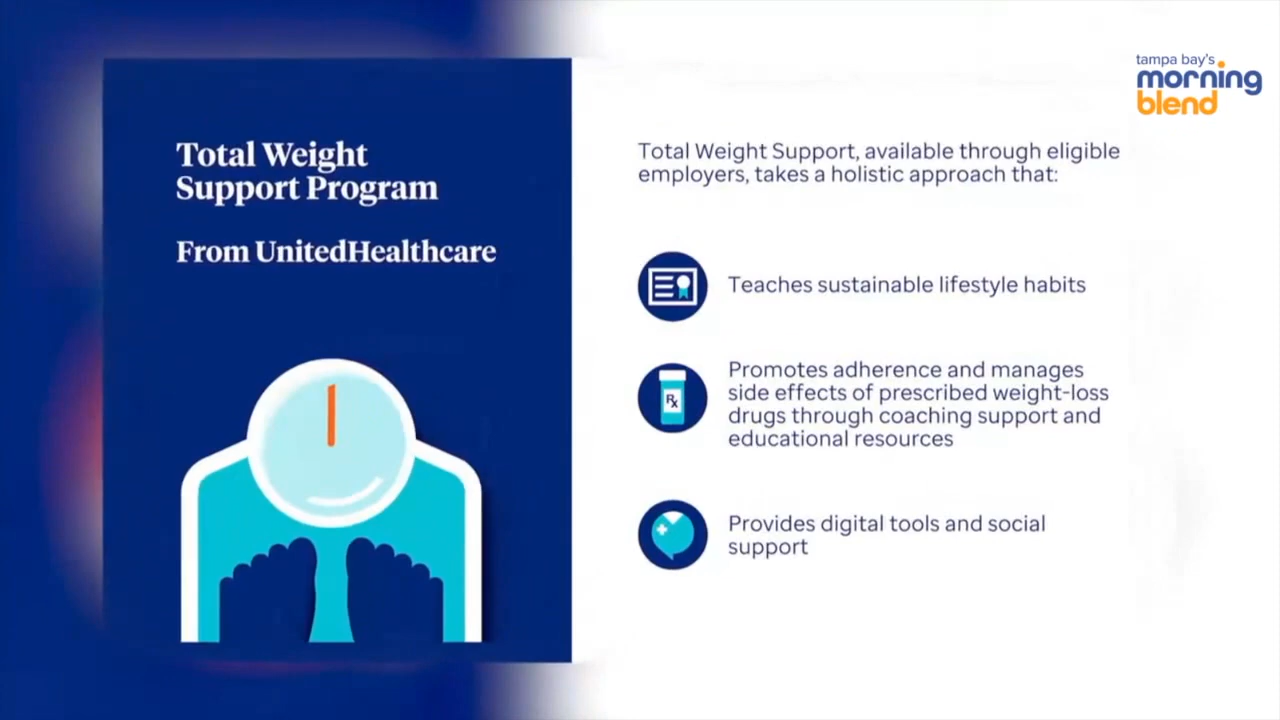 tampa bay's
morning
blend
Total Weight
Support Program
From UnitedHealthcare
Total Weight Support, available through eligible
employers, takes a holistic approach that:
Teaches sustainable lifestyle habits
Rx
Promotes adherence and manages
side effects of prescribed weight-loss
drugs through coaching support and
educational resources
Provides digital tools and social
support